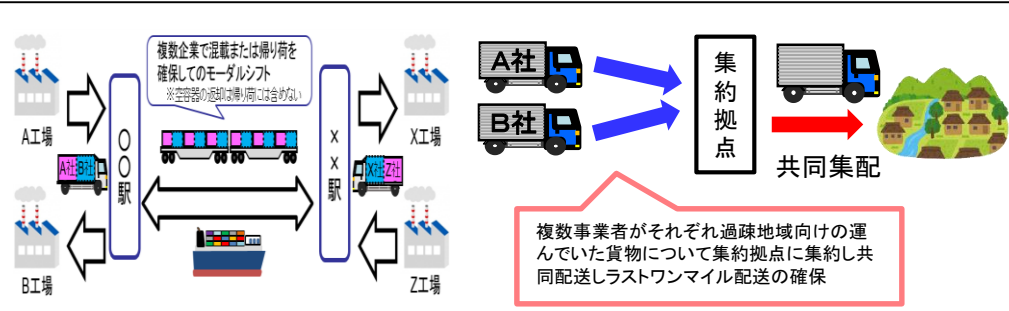 複数企業で混載または帰り荷を
確保してのモーダルシフト
※空容器の返却は帰り荷には含めない
A工場
A社 B社
B工場
〇〇駅
××駅
X社 Z社
X工場
Z工場
A社
B社
集約拠点
共同集配
複数事業者がそれぞれ過疎地域向けの運
んでいた貨物について集約拠点に集約し共
同配送しラストワンマイル配送の確保